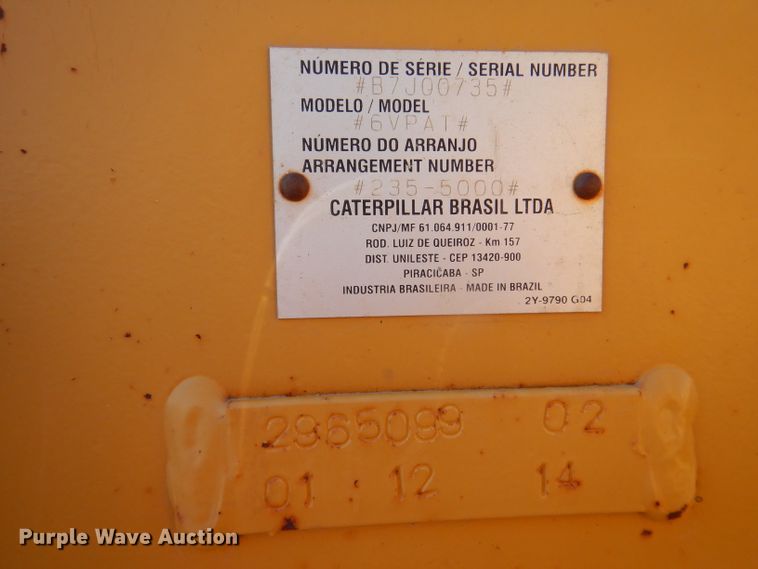 NÚMERO DE SÉRIE / SERIAL NUMBER
#B7J00735#
MODELO / MODEL
#6VPAT#
NÚMERO DO ARRANJO
ARRANGEMENT NUMBER
#235-5000#
CATERPILLAR BRASIL LTDA
CNPJ/MF 61.064.911/0001-77
ROD. LUIZ DE QUEIROZ - Km 157
DIST. UNILESTE - CEP 13420-900
PIRACICABA - SP
INDUSTRIA BRASILEIRA - MADE IN BRAZIL
2Y-9790 G04
2965099 02
01 12 14
Purple Wave Auction®